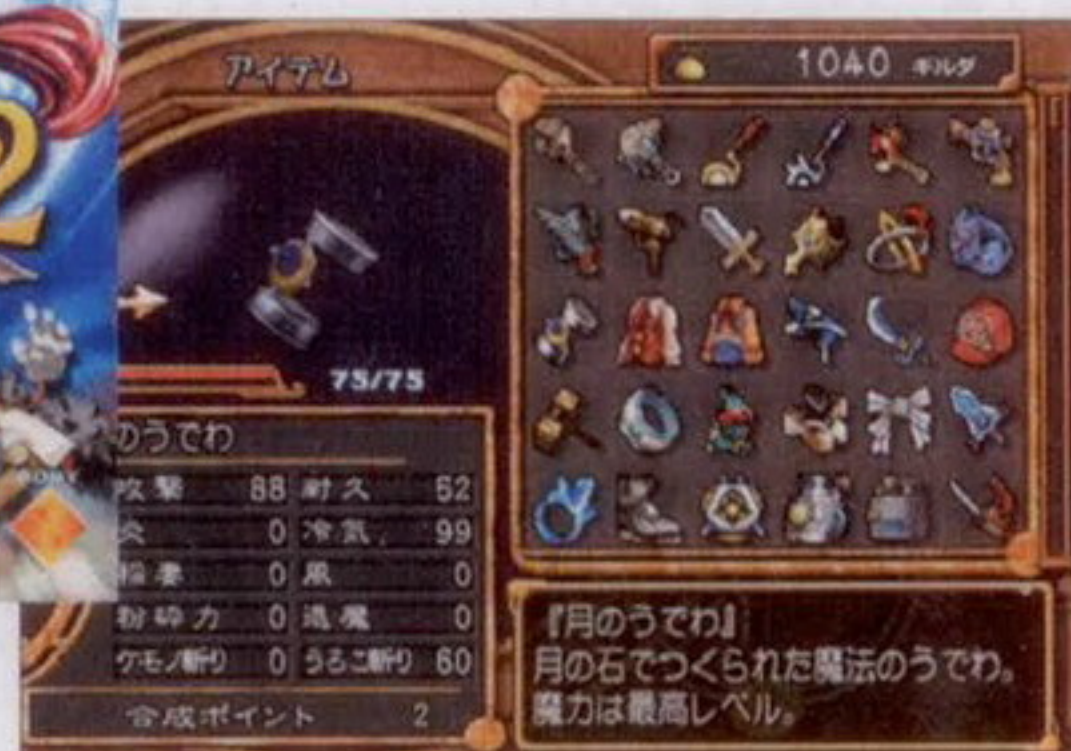 2
アイテム
1040 ギルダ
75/75
のうでわ
攻撃 88 耐久 52
炎 0 冷気 99
稲妻 0 風 0
粉砕力 0 退魔 0
ケモノ斬り 0 うろこ斬り 60
合成ポイント 2
『月のうでわ』
月の石でつくられた魔法のうでわ。
魔力は最高レベル。